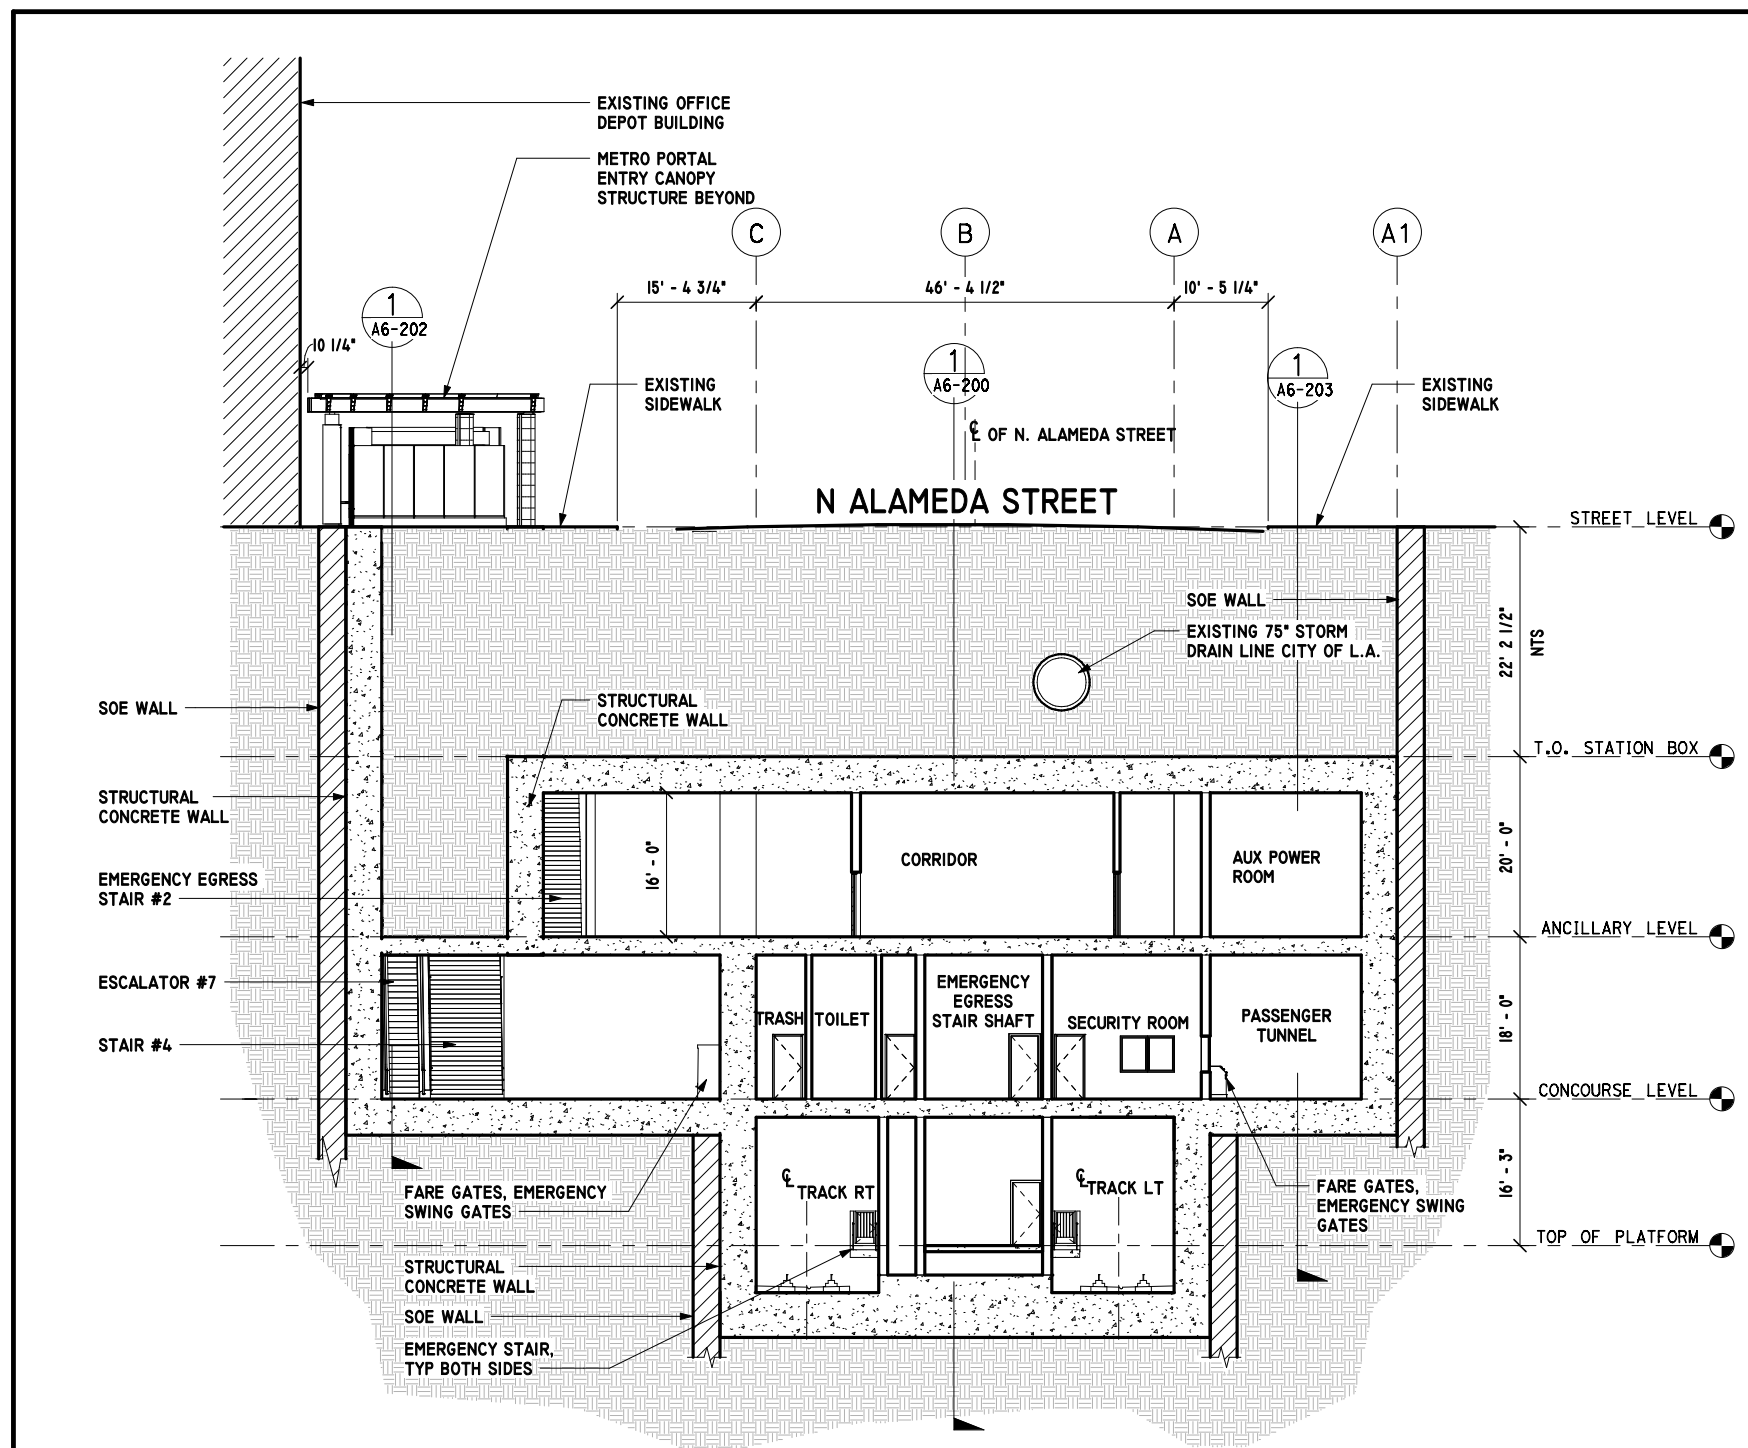 EXISTING OFFICE
DEPOT BUILDING
METRO PORTAL
ENTRY CANOPY
STRUCTURE BEYOND
C
B
A
A1
15' - 4 3/4"
46' - 4 1/2"
10' - 5 1/4"
1
A6-202
10 1/4"
1
A6-200
1
A6-203
EXISTING
SIDEWALK
EXISTING
SIDEWALK
℄ OF N. ALAMEDA STREET
N ALAMEDA STREET
STREET LEVEL
SOE WALL
EXISTING 75" STORM
DRAIN LINE CITY OF L.A.
22' 2 1/2"
NTS
SOE WALL
STRUCTURAL
CONCRETE WALL
T.O. STATION BOX
STRUCTURAL
CONCRETE WALL
16' - 0"
CORRIDOR
AUX POWER
ROOM
20' - 0"
EMERGENCY EGRESS
STAIR #2
ANCILLARY LEVEL
ESCALATOR #7
STAIR #4
TRASH
TOILET
EMERGENCY
EGRESS
STAIR SHAFT
SECURITY ROOM
PASSENGER
TUNNEL
18' - 0"
CONCOURSE LEVEL
FARE GATES, EMERGENCY
SWING GATES
℄ TRACK RT
℄ TRACK LT
FARE GATES,
EMERGENCY SWING
GATES
16' - 3"
TOP OF PLATFORM
STRUCTURAL
CONCRETE WALL
SOE WALL
EMERGENCY STAIR,
TYP BOTH SIDES